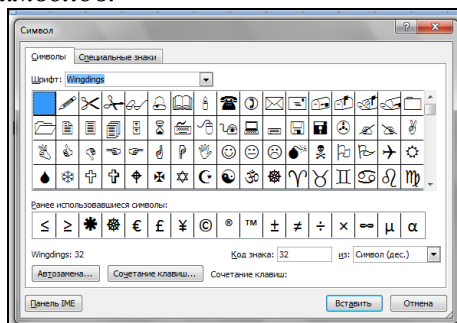 Символ
Символы Специальные знаки
Шрифт: Wingdings
Ранее использовавшиеся символы:
≤ ≥ € £ ¥ © ® ™ ± ≠ ÷ × ∞ µ α
Wingdings: 32 Код знака: 32 из: Символ (дес.)
Автозамена... Сочетание клавиш... Сочетание клавиш:
Панель IME Вставить Отмена